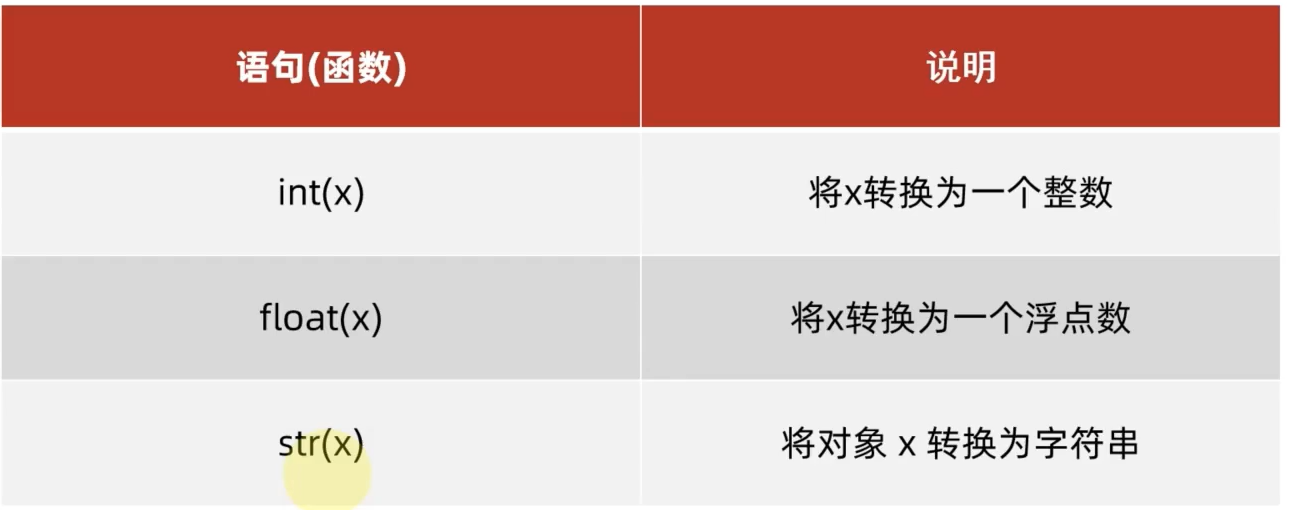 语句(函数)
说明
int(x)
将x转换为一个整数
float(x)
将x转换为一个浮点数
str(x)
将对象 x 转换为字符串